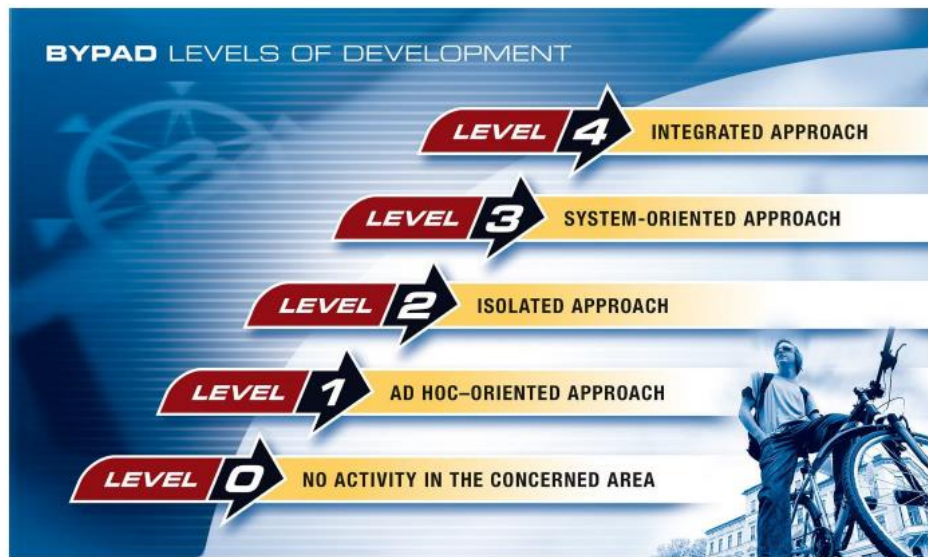 BYPAD LEVELS OF DEVELOPMENT
LEVEL 4 INTEGRATED APPROACH
LEVEL 3 SYSTEM-ORIENTED APPROACH
LEVEL 2 ISOLATED APPROACH
LEVEL 1 AD HOC–ORIENTED APPROACH
LEVEL 0 NO ACTIVITY IN THE CONCERNED AREA